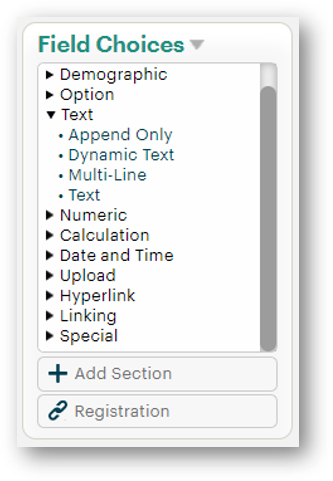 Field Choices
Demographic
Option
Text
• Append Only
• Dynamic Text
• Multi-Line
• Text
Numeric
Calculation
Date and Time
Upload
Hyperlink
Linking
Special
Add Section
Registration